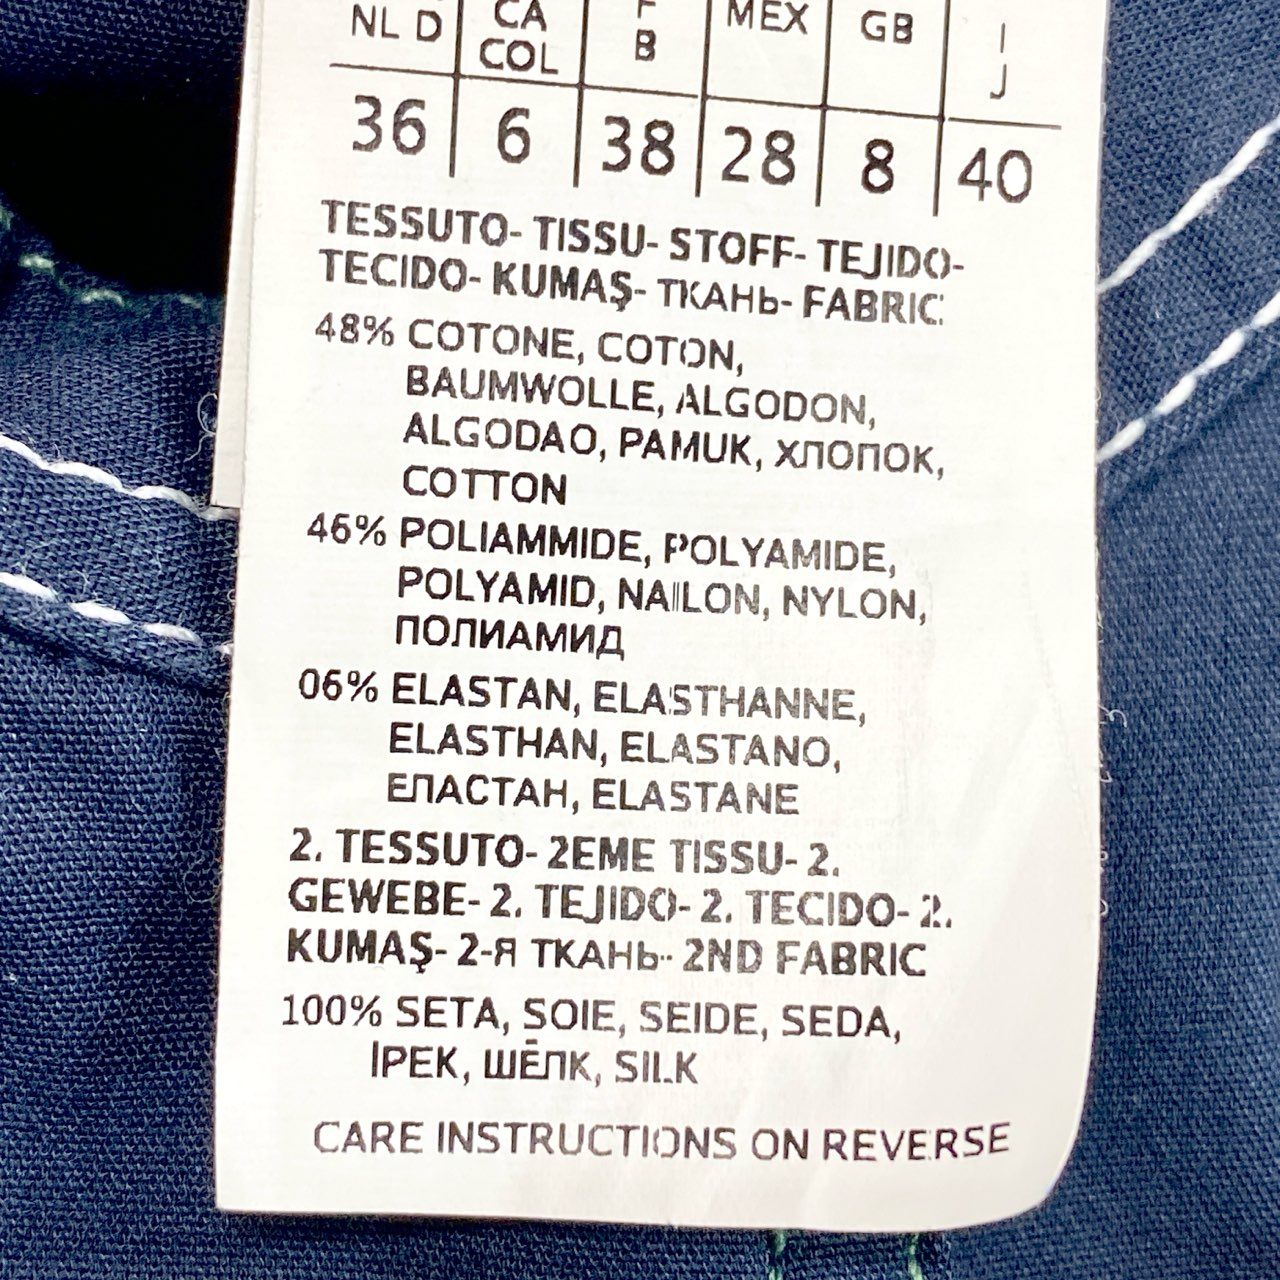 NL D CA COL F B MEX GB I J
36 6 38 28 8 40
TESSUTO- TISSU- STOFF- TEJIDO-
TECIDO- KUMAŞ- ТКАНЬ- FABRIC:
48% COTONE, COTON,
BAUMWOLLE, ALGODON,
ALGODAO, PAMUK, ХЛОПОК,
COTTON
46% POLIAMMIDE, POLYAMIDE,
POLYAMID, NAILON, NYLON,
ПОЛИАМИД
06% ELASTAN, ELASTHANNE,
ELASTHAN, ELASTANO,
ЕЛАСТАН, ELASTANE
2. TESSUTO- 2EME TISSU- 2.
GEWEBE- 2. TEJIDO- 2. TECIDO- 2.
KUMAŞ- 2-Я ТКАНЬ- 2ND FABRIC
100% SETA, SOIE, SEIDE, SEDA,
İPEK, ШЁЛК, SILK
CARE INSTRUCTIONS ON REVERSE